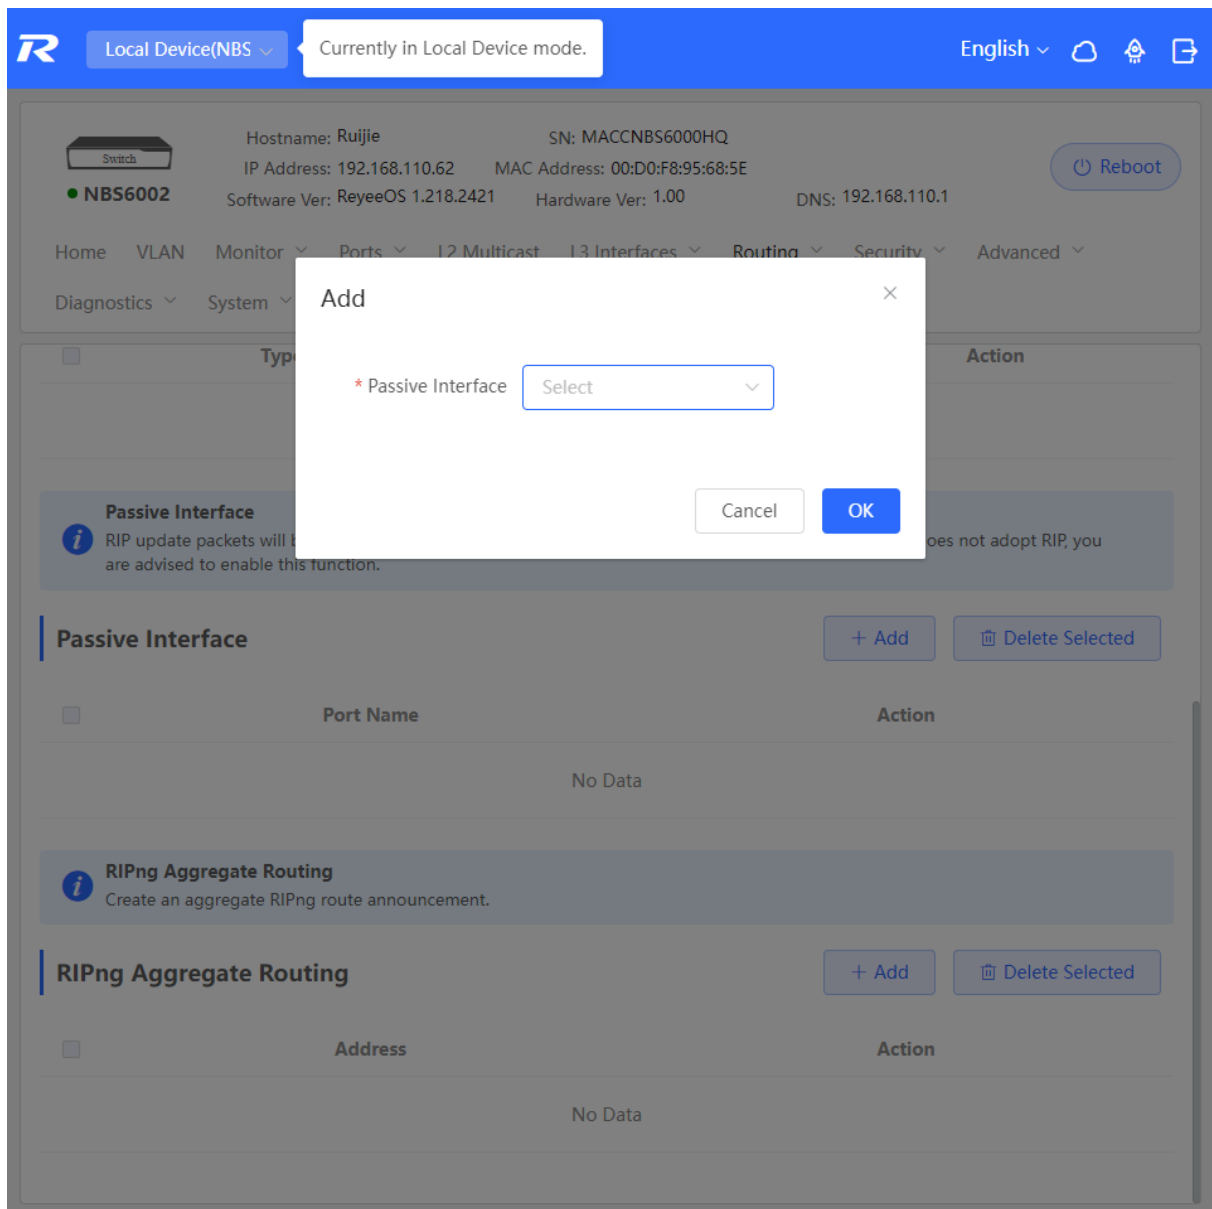 Local Device(NBS
Currently in Local Device mode.
English
Switch
NBS6002
Hostname: Ruijie
SN: MACCNBS6000HQ
IP Address: 192.168.110.62
MAC Address: 00:D0:F8:95:68:5E
Software Ver: ReyeeOS 1.218.2421
Hardware Ver: 1.00
DNS: 192.168.110.1
Reboot
Home VLAN Monitor Ports L2 Multicast L3 Interfaces Routing Security Advanced
Diagnostics System
Add
* Passive Interface Select
Cancel OK
Action
Passive Interface
RIP update packets will
oes not adopt RIP, you
are advised to enable this function.
Passive Interface
+ Add
Delete Selected
Port Name Action
No Data
RIPng Aggregate Routing
Create an aggregate RIPng route announcement.
RIPng Aggregate Routing
+ Add
Delete Selected
Address Action
No Data